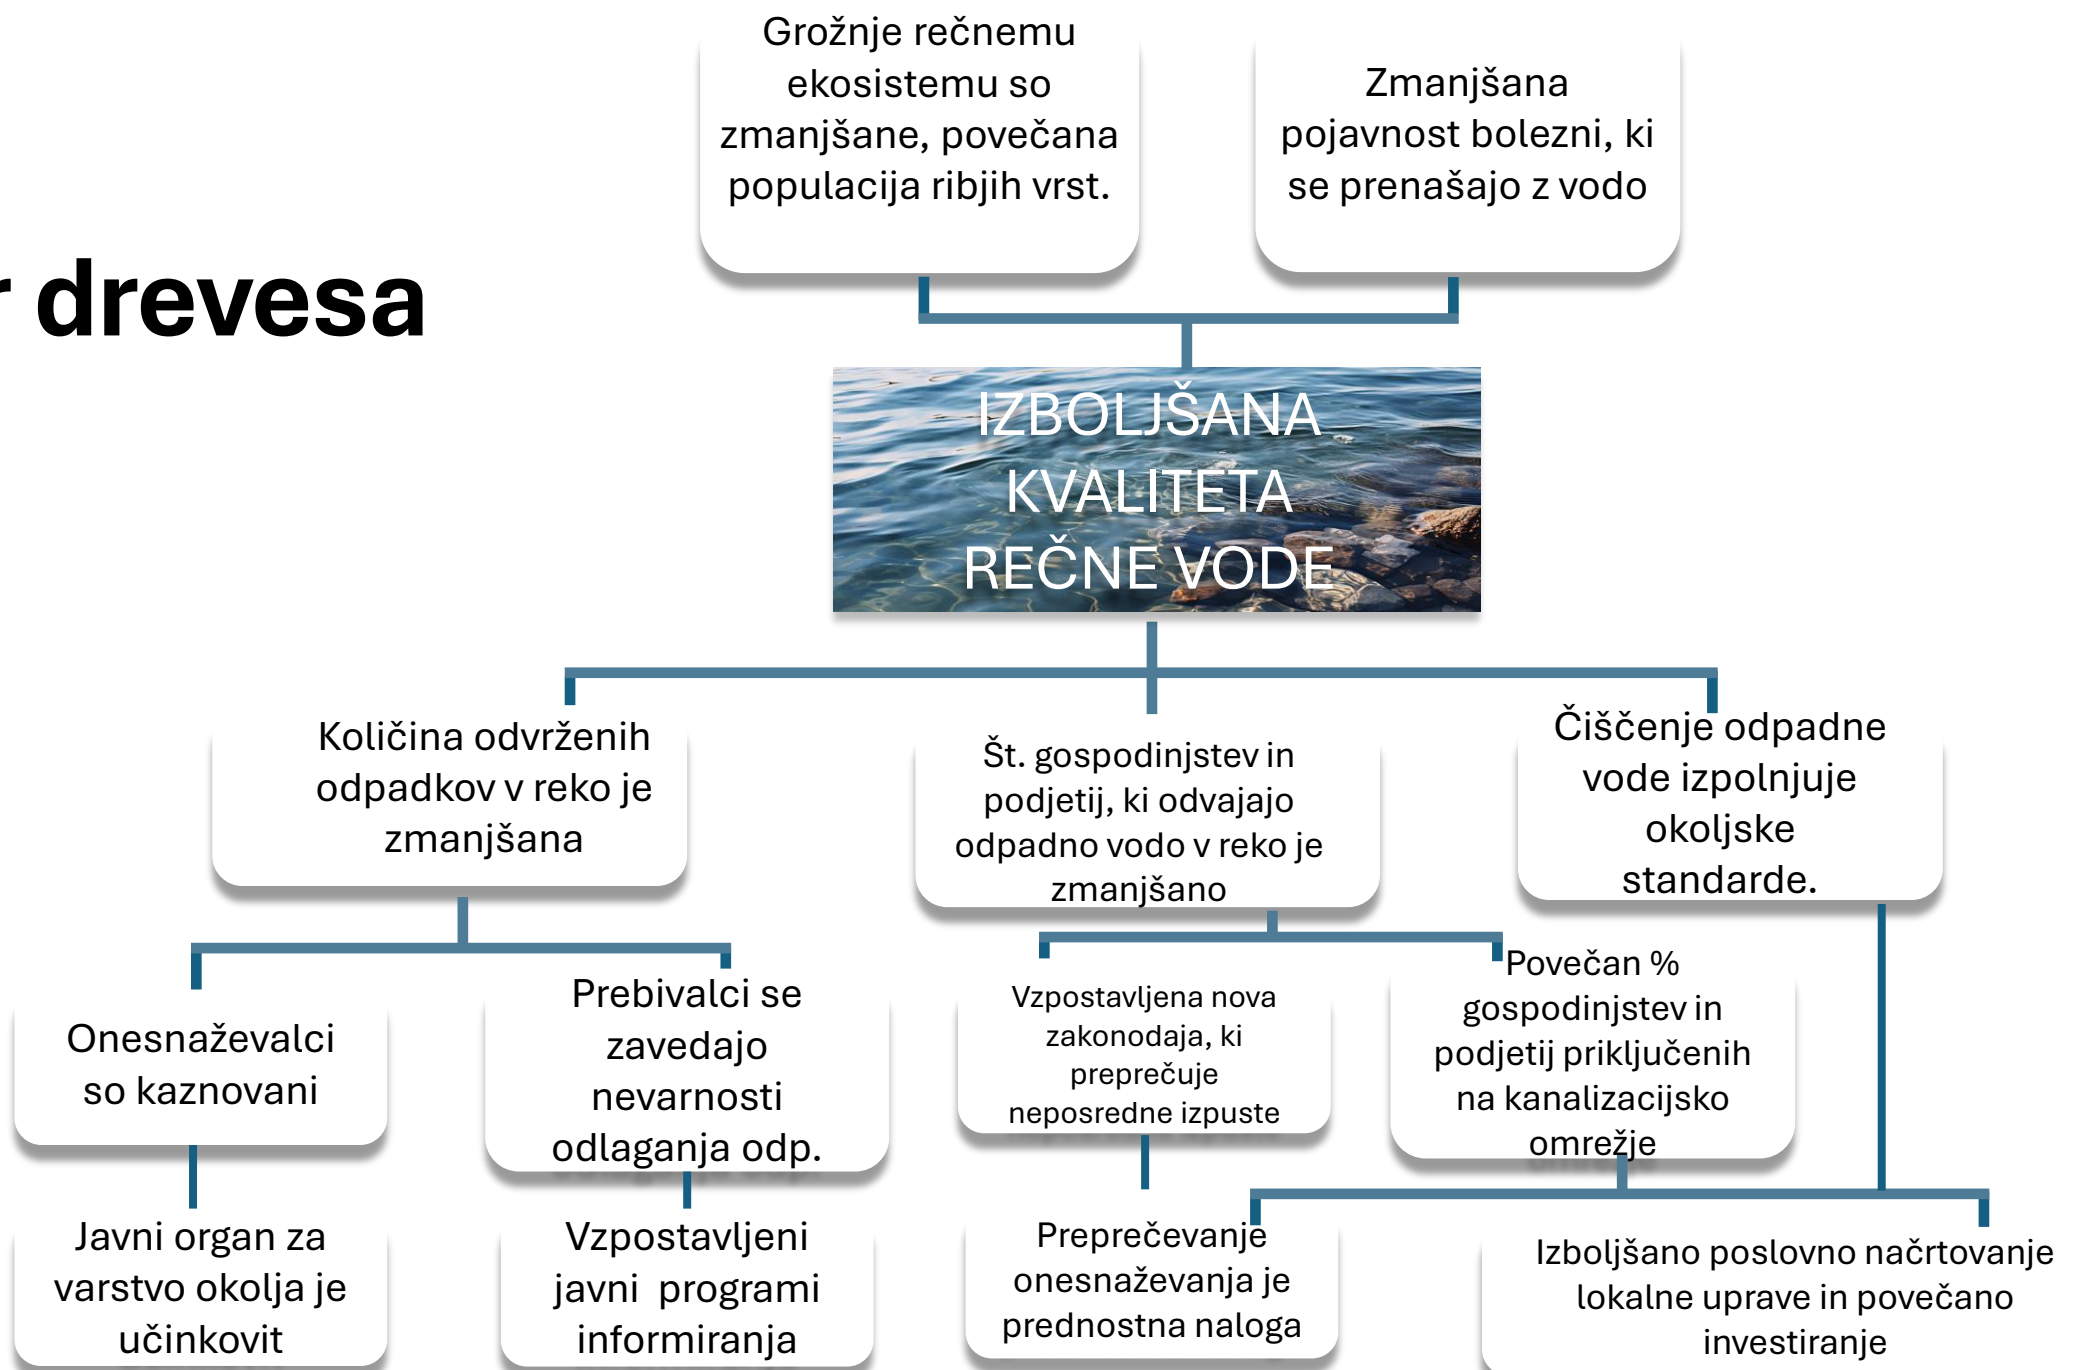 Grožnje rečnemu
ekosistemu so
zmanjšane, povečana
populacija ribjih vrst.
Zmanjšana
pojavnost bolezni, ki
se prenašajo z vodo
drevesa
IZBOLJŠANA
KVALITETA
REČNE VODE
Količina odvrženih
odpadkov v reko je
zmanjšana
Št. gospodinjstev in
podjetij, ki odvajajo
odpadno vodo v reko je
zmanjšano
Čiščenje odpadne
vode izpolnjuje
okoljske
standarde.
Onesnaževalci
so kaznovani
Prebivalci se
zavedajo
nevarnosti
odlaganja odp.
Vzpostavljena nova
zakonodaja, ki
preprečuje
neposredne izpuste
Povečan %
gospodinjstev in
podjetij priključenih
na kanalizacijsko
omrežje
Javni organ za
varstvo okolja je
učinkovit
Vzpostavljeni
javni programi
informiranja
Preprečevanje
onesnaževanja je
prednostna naloga
Izboljšano poslovno načrtovanje
lokalne uprave in povečano
investiranje